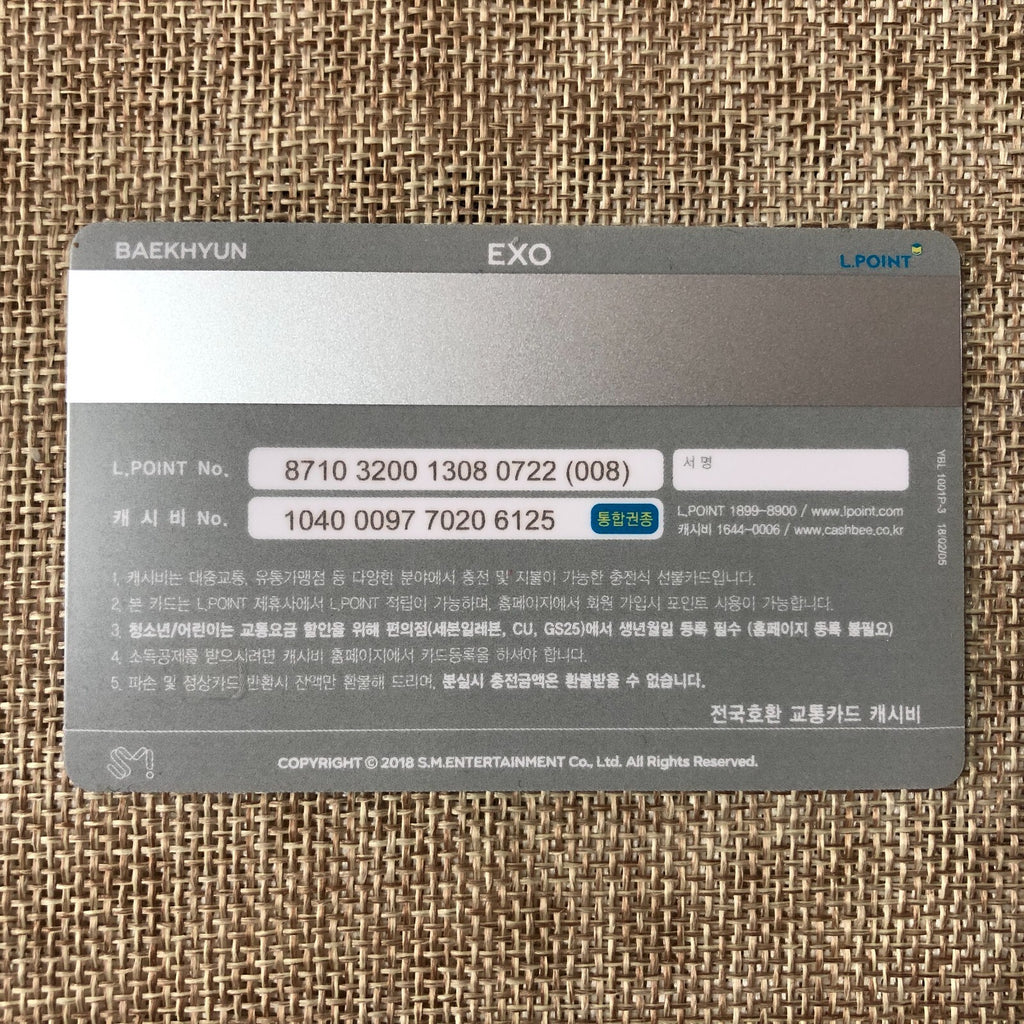 BAEKHYUN
EXO
L.POINT
L.POINT No. 8710 3200 1308 0722 (008)
서 명
캐 시 비 No. 1040 0097 7020 6125 통합권종
L.POINT 1899-8900 / www.lpoint.com
캐시비 1644-0006 / www.cashbee.co.kr
YBL 1001P-3 18.02.05
1. 캐시비는 대중교통, 유통가맹점 등 다양한 분야에서 충전 및 지불이 가능한 충전식 선불카드입니다.
2. 본 카드는 L.POINT 제휴사에서 L.POINT 적립이 가능하며, 홈페이지에서 회원 가입시 포인트 사용이 가능합니다.
3. 청소년/어린이는 교통요금 할인을 위해 편의점(세븐일레븐, CU, GS25)에서 생년월일 등록 필수 (홈페이지 등록 불필요)
4. 소득공제를 받으시려면 캐시비 홈페이지에서 카드등록을 하셔야 합니다.
5. 파손 및 정상카드 반환시 잔액만 환불해 드리며, 분실시 충전금액은 환불받을 수 없습니다.
전국호환 교통카드 캐시비
SM!
COPYRIGHT © 2018 S.M.ENTERTAINMENT Co., Ltd. All Rights Reserved.